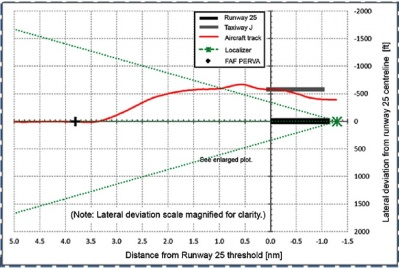 Runway 25
Taxiway J
Aircraft track
Localizer
FAF PERVA
-2000
-1500
-1000
-500
0
500
1000
1500
2000
Lateral deviation from runway 25 centreline [ft]
See enlarged plot.
(Note: Lateral deviation scale magnified for clarity.)
5.0 4.5 4.0 3.5 3.0 2.5 2.0 1.5 1.0 0.5 0.0 -0.5 -1.0 -1.5
Distance from Runway 25 threshold [nm]